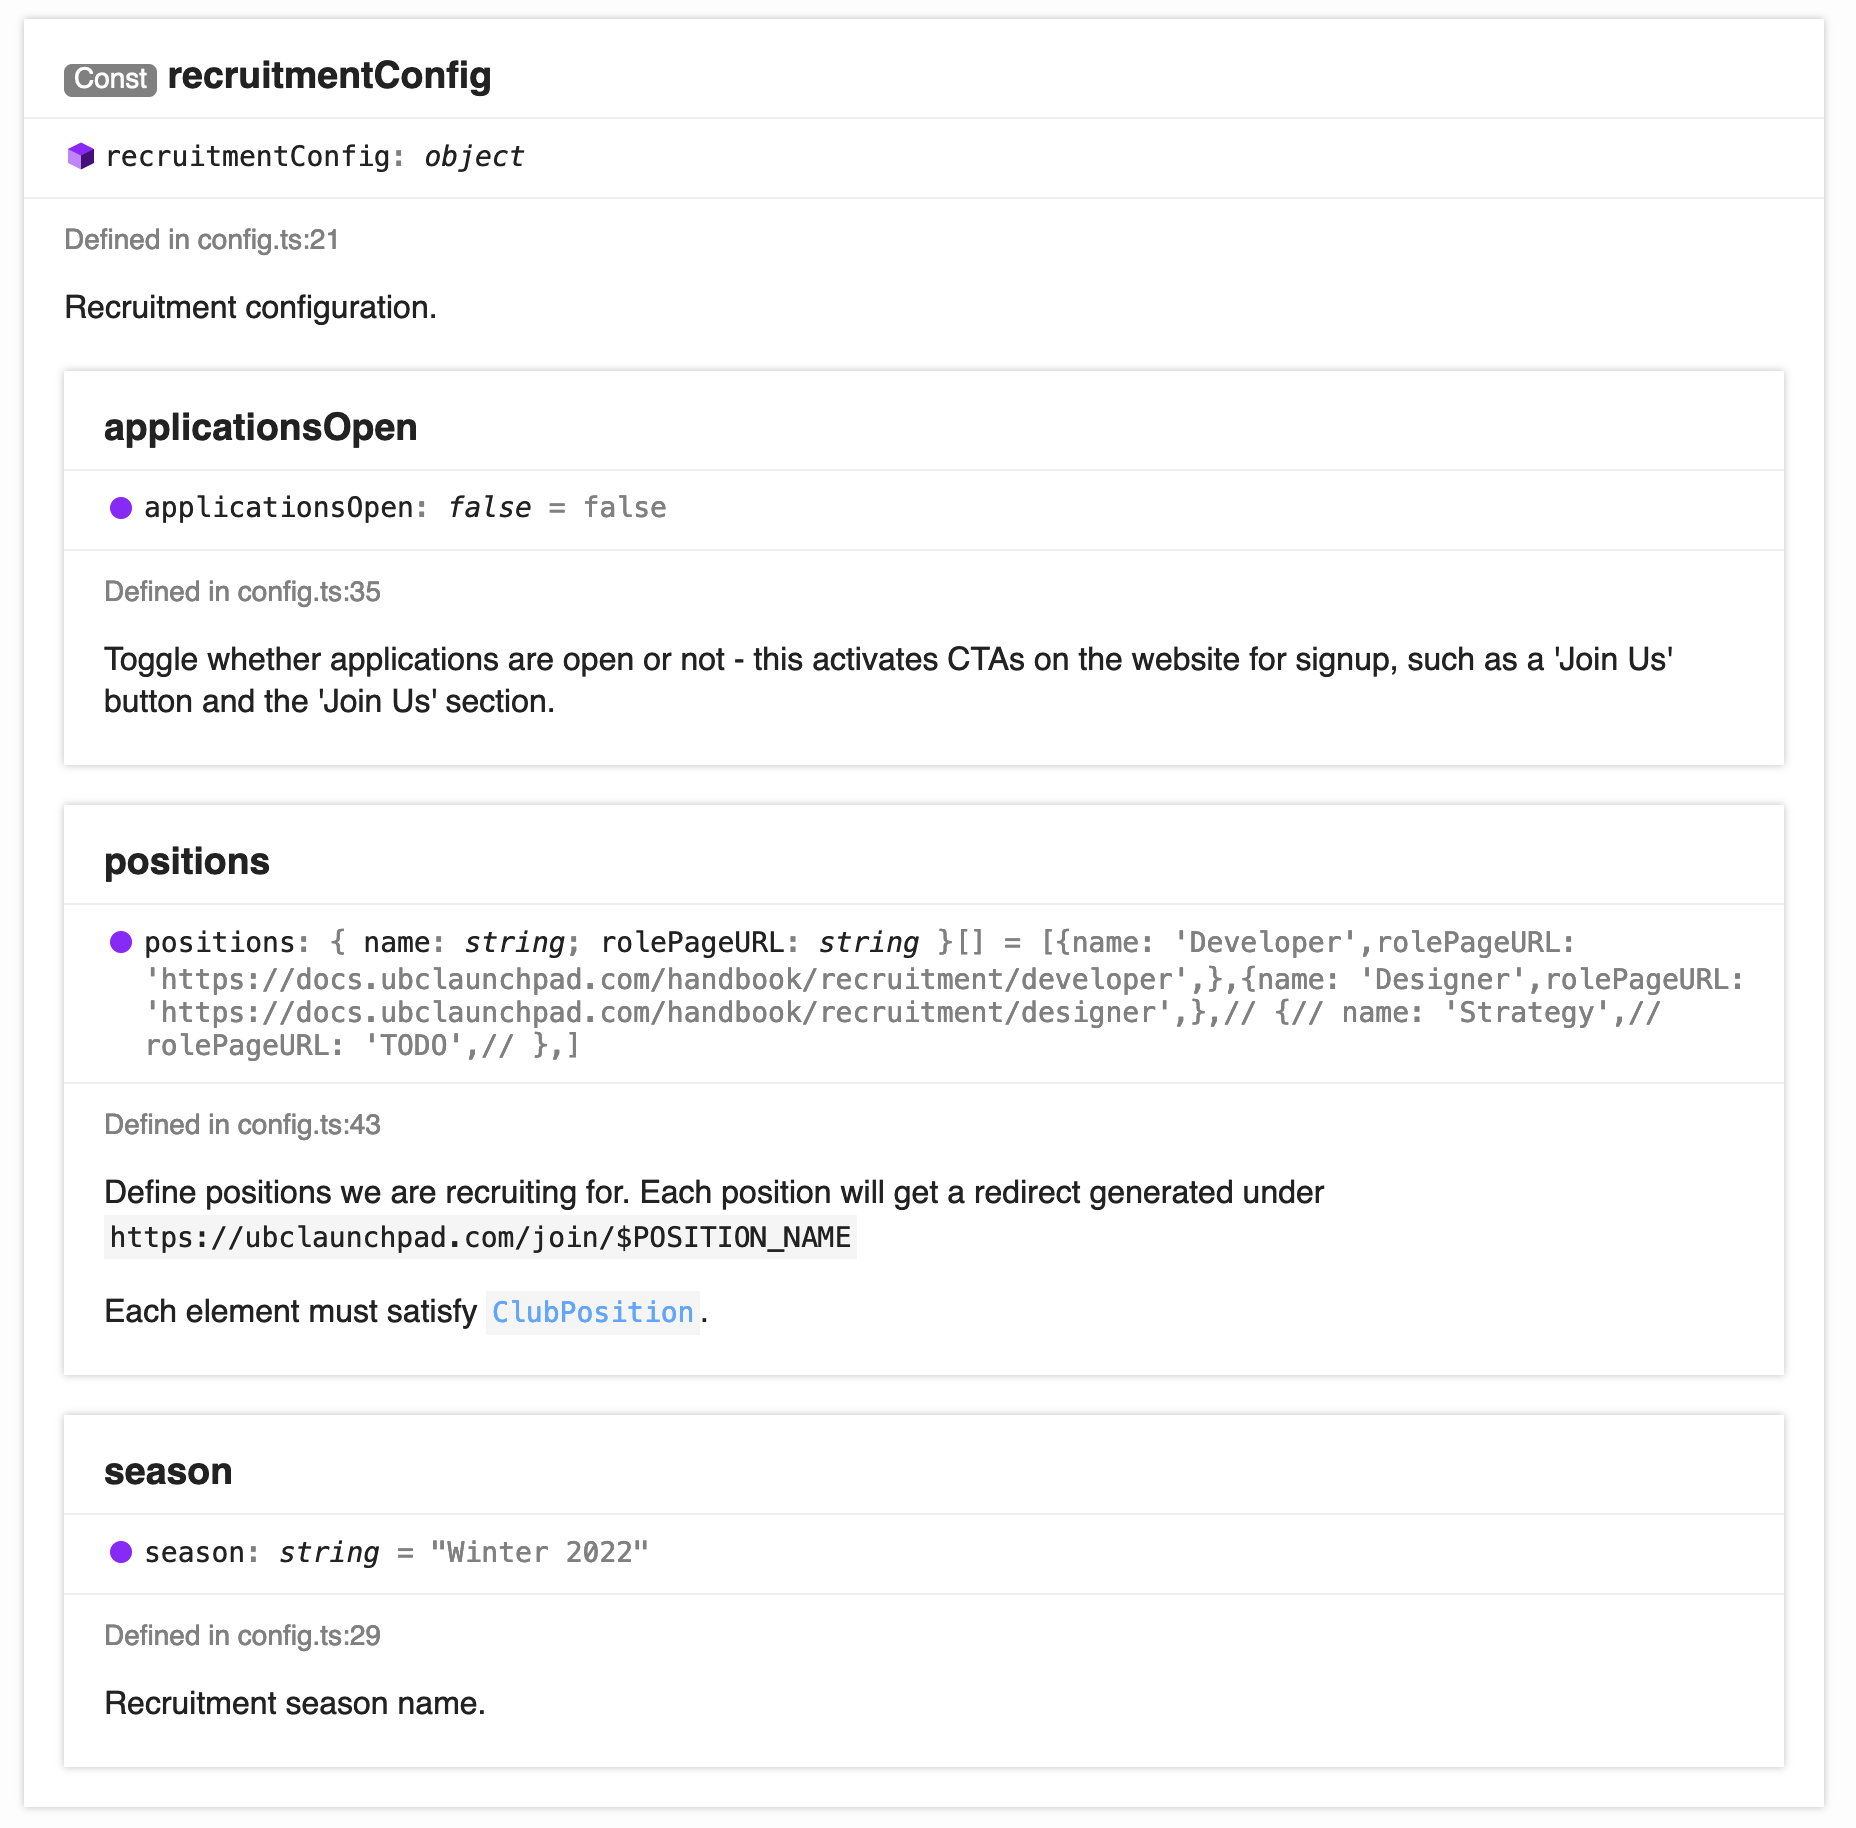 Const recruitmentConfig
recruitmentConfig: object
Defined in config.ts:21
Recruitment configuration.
applicationsOpen
applicationsOpen: false = false
Defined in config.ts:35
Toggle whether applications are open or not - this activates CTAs on the website for signup, such as a 'Join Us'
button and the 'Join Us' section.
positions
positions: { name: string; rolePageURL: string }[] = [{name: 'Developer',rolePageURL:
'https://docs.ubclaunchpad.com/handbook/recruitment/developer',},{name: 'Designer',rolePageURL:
'https://docs.ubclaunchpad.com/handbook/recruitment/designer',},// {// name: 'Strategy',//
rolePageURL: 'TODO',// },]
Defined in config.ts:43
Define positions we are recruiting for. Each position will get a redirect generated under
https://ubclaunchpad.com/join/$POSITION_NAME
Each element must satisfy ClubPosition.
season
season: string = "Winter 2022"
Defined in config.ts:29
Recruitment season name.